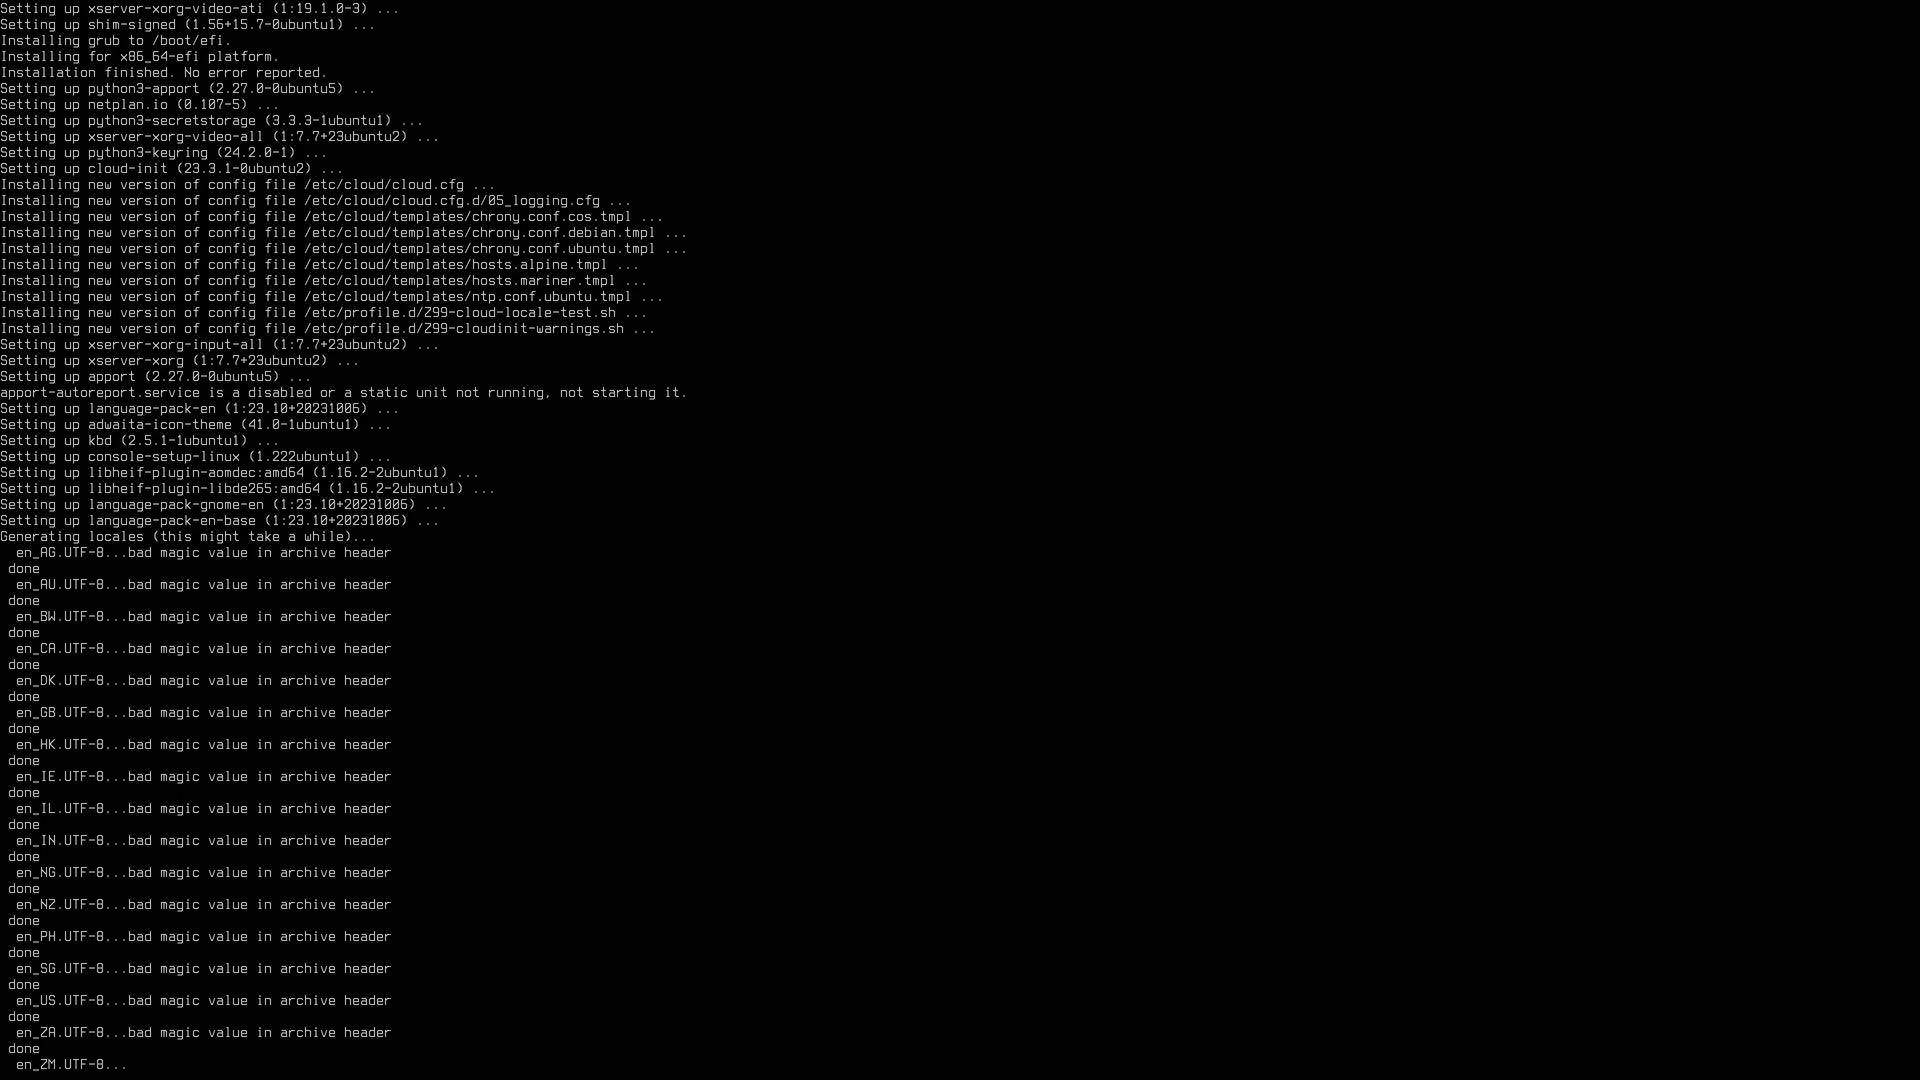 Setting up xserver-xorg-video-ati (1:19.1.0-3) ...
Setting up shim-signed (1.56+15.7-0ubuntu1) ...
Installing grub to /boot/efi.
Installing for x86_64-efi platform.
Installation finished. No error reported.
Setting up python3-apport (2.27.0-0ubuntu5) ...
Setting up netplan.io (0.107-5) ...
Setting up python3-secretstorage (3.3.3-1ubuntu1) ...
Setting up xserver-xorg-video-all (1:7.7+23ubuntu2) ...
Setting up python3-keyring (24.2.0-1) ...
Setting up cloud-init (23.3.1-0ubuntu2) ...
Installing new version of config file /etc/cloud/cloud.cfg ...
Installing new version of config file /etc/cloud/cloud.cfg.d/05_logging.cfg ...
Installing new version of config file /etc/cloud/templates/chrony.conf.cos.tmpl ...
Installing new version of config file /etc/cloud/templates/chrony.conf.debian.tmpl ...
Installing new version of config file /etc/cloud/templates/chrony.conf.ubuntu.tmpl ...
Installing new version of config file /etc/cloud/templates/hosts.alpine.tmpl ...
Installing new version of config file /etc/cloud/templates/hosts.mariner.tmpl ...
Installing new version of config file /etc/cloud/templates/ntp.conf.ubuntu.tmpl ...
Installing new version of config file /etc/profile.d/Z99-cloud-locale-test.sh ...
Installing new version of config file /etc/profile.d/Z99-cloudinit-warnings.sh ...
Setting up xserver-xorg-input-all (1:7.7+23ubuntu2) ...
Setting up xserver-xorg (1:7.7+23ubuntu2) ...
Setting up apport (2.27.0-0ubuntu5) ...
apport-autoreport.service is a disabled or a static unit not running, not starting it.
Setting up language-pack-en (1:23.10+20231006) ...
Setting up adwaita-icon-theme (41.0-1ubuntu1) ...
Setting up kbd (2.5.1-1ubuntu1) ...
Setting up console-setup-linux (1.222ubuntu1) ...
Setting up libheif-plugin-aomdec:amd64 (1.16.2-2ubuntu1) ...
Setting up libheif-plugin-libde265:amd64 (1.16.2-2ubuntu1) ...
Setting up language-pack-gnome-en (1:23.10+20231006) ...
Setting up language-pack-en-base (1:23.10+20231006) ...
Generating locales (this might take a while)...
  en_AG.UTF-8...bad magic value in archive header
 done
  en_AU.UTF-8...bad magic value in archive header
 done
  en_BW.UTF-8...bad magic value in archive header
 done
  en_CA.UTF-8...bad magic value in archive header
 done
  en_DK.UTF-8...bad magic value in archive header
 done
  en_GB.UTF-8...bad magic value in archive header
 done
  en_HK.UTF-8...bad magic value in archive header
 done
  en_IE.UTF-8...bad magic value in archive header
 done
  en_IL.UTF-8...bad magic value in archive header
 done
  en_IN.UTF-8...bad magic value in archive header
 done
  en_NG.UTF-8...bad magic value in archive header
 done
  en_NZ.UTF-8...bad magic value in archive header
 done
  en_PH.UTF-8...bad magic value in archive header
 done
  en_SG.UTF-8...bad magic value in archive header
 done
  en_US.UTF-8...bad magic value in archive header
 done
  en_ZA.UTF-8...bad magic value in archive header
 done
  en_ZM.UTF-8...